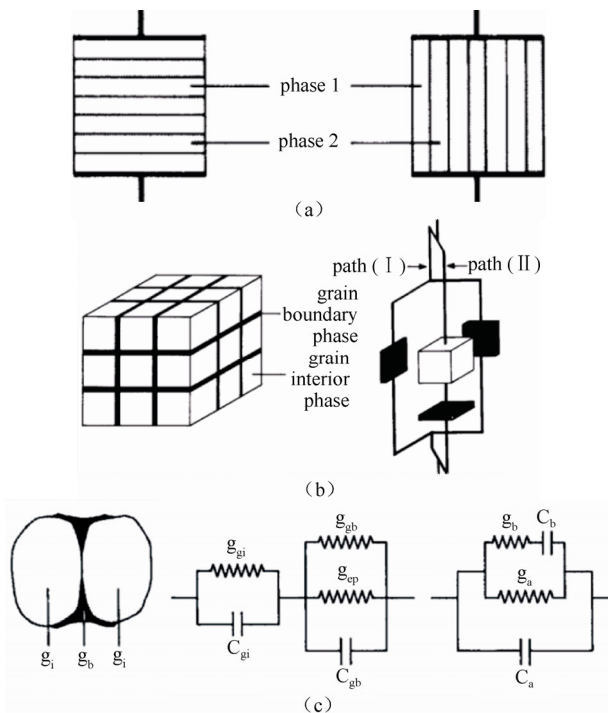 phase 1
phase 2
(a)
path (Ⅰ) path (Ⅱ)
grain
boundary
phase
grain
interior
phase
(b)
g_gi
C_gi
g_gb
g_ep
C_gb
g_b C_b
g_a
C_a
g_i g_b g_i
(c)